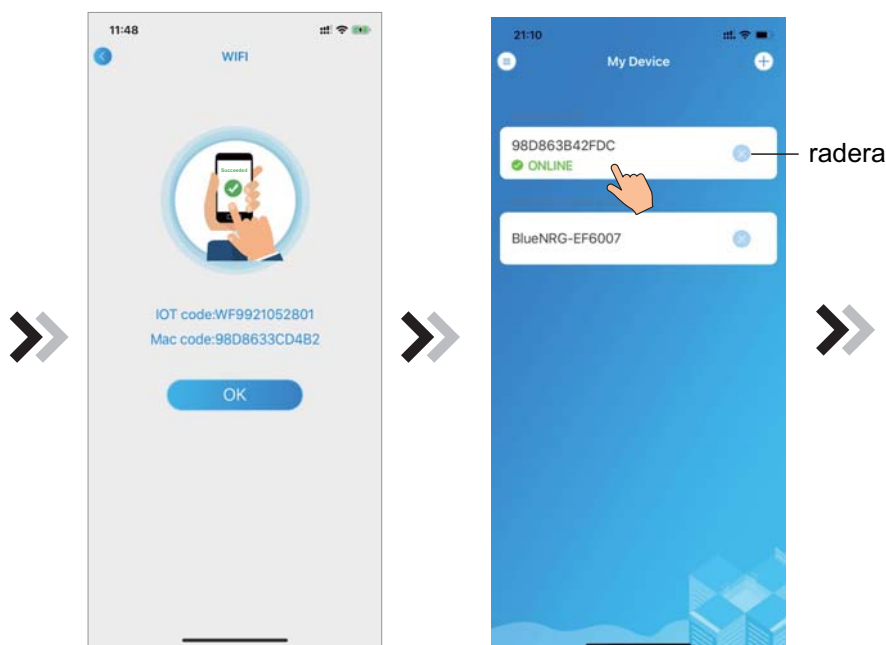 11:48
WIFI
Succeeded
IOT code:WF9921052801
Mac code:98D8633CD4B2
OK
21:10
My Device
98D863B42FDC
ONLINE
radera
BlueNRG-EF6007